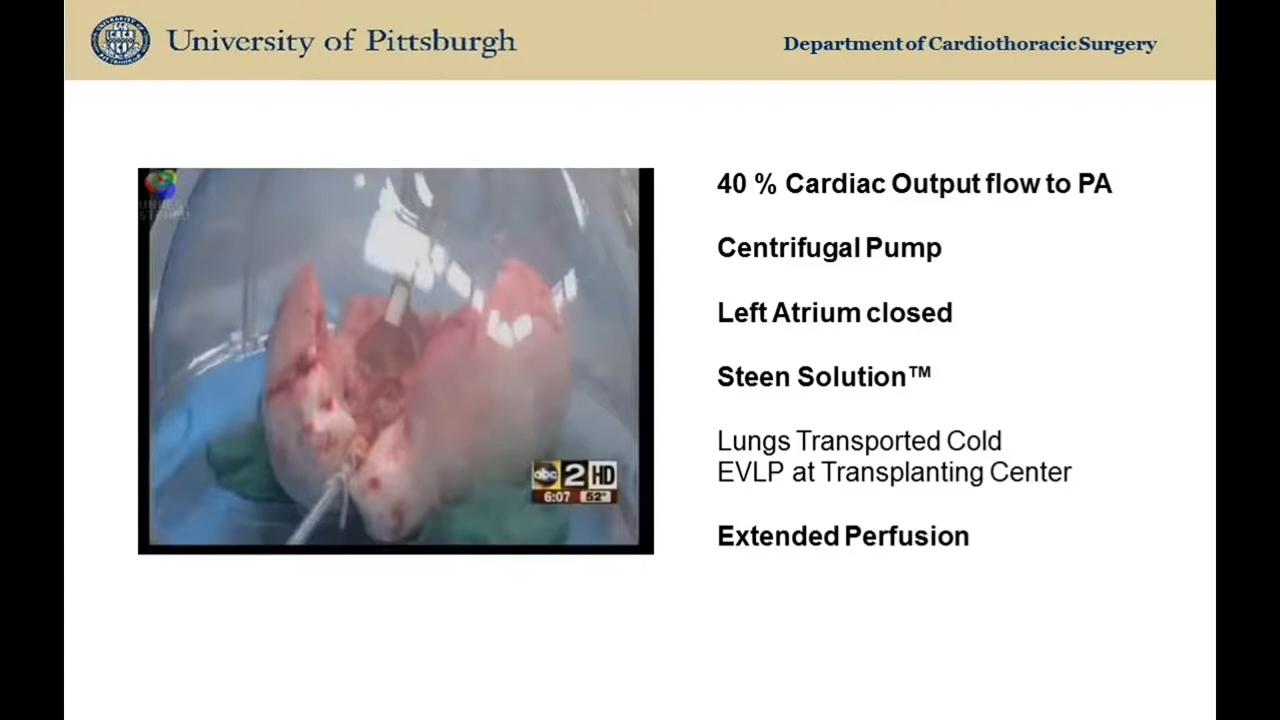 University of Pittsburgh
Department of Cardiothoracic Surgery
40 % Cardiac Output flow to PA
Centrifugal Pump
Left Atrium closed
Steen Solution™
Lungs Transported Cold
EVLP at Transplanting Center
Extended Perfusion
abc 2 HD
6:07 52°